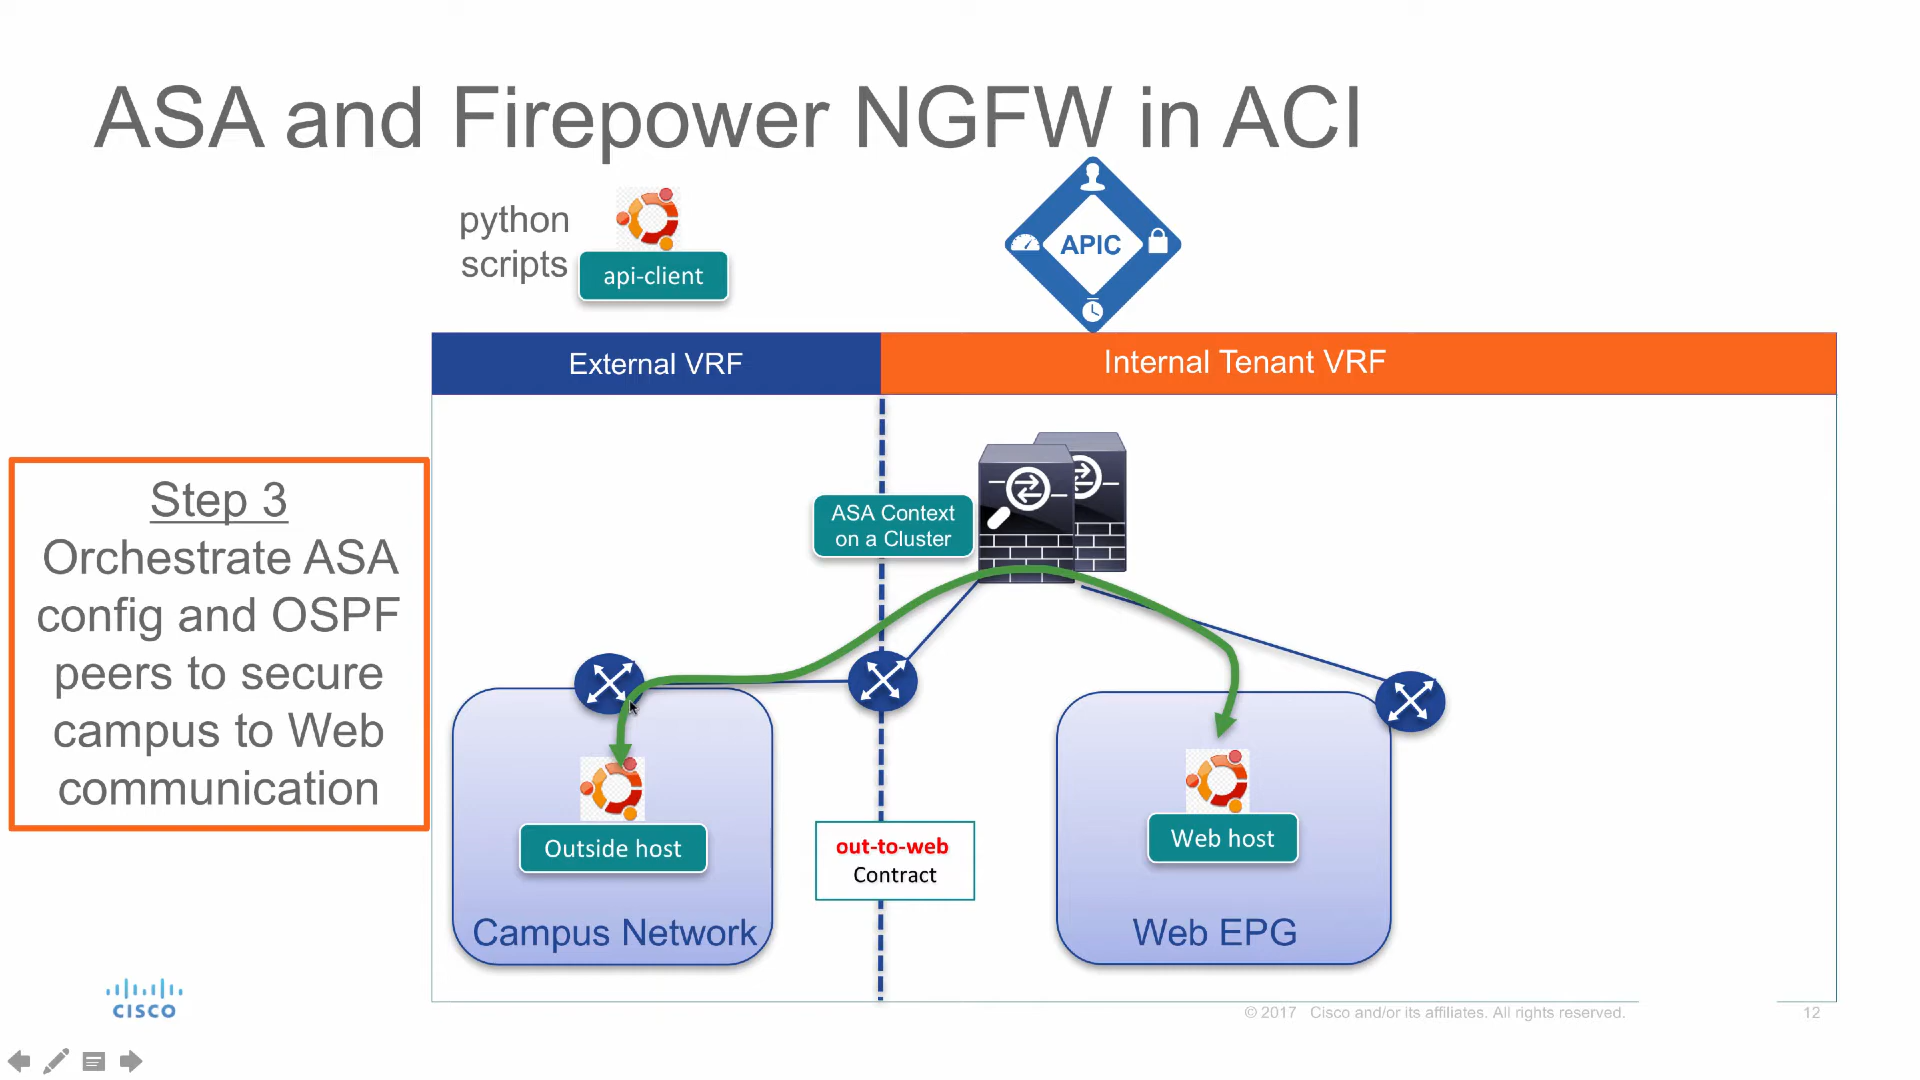 ASA and Firepower NGFW in ACI
python
scripts
api-client
APIC
External VRF
Internal Tenant VRF
Step 3
Orchestrate ASA
config and OSPF
peers to secure
campus to Web
communication
ASA Context
on a Cluster
out-to-web
Contract
Outside host
Campus Network
Web host
Web EPG
CISCO
© 2017 Cisco and/or its affiliates. All rights reserved.
12